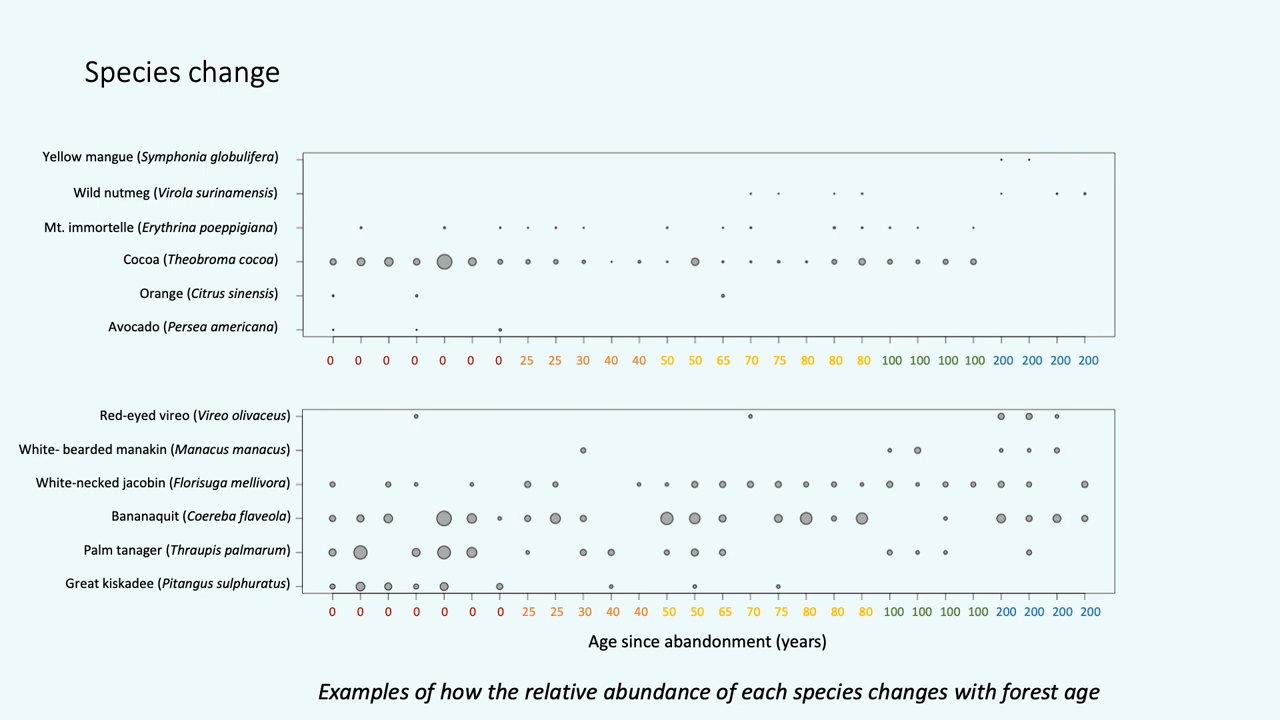 Species change
Yellow mangue (Symphonia globulifera)
Wild nutmeg (Virola surinamensis)
Mt. immortelle (Erythrina poeppigiana)
Cocoa (Theobroma cocoa)
Orange (Citrus sinensis)
Avocado (Persea americana)
0 0 0 0 0 0 0 25 25 30 40 40 50 50 65 70 75 80 80 80 100 100 100 100 200 200 200 200
Red-eyed vireo (Vireo olivaceus)
White- bearded manakin (Manacus manacus)
White-necked jacobin (Florisuga mellivora)
Bananaquit (Coereba flaveola)
Palm tanager (Thraupis palmarum)
Great kiskadee (Pitangus sulphuratus)
0 0 0 0 0 0 0 25 25 30 40 40 50 50 65 70 75 80 80 80 100 100 100 100 200 200 200 200
Age since abandonment (years)
Examples of how the relative abundance of each species changes with forest age